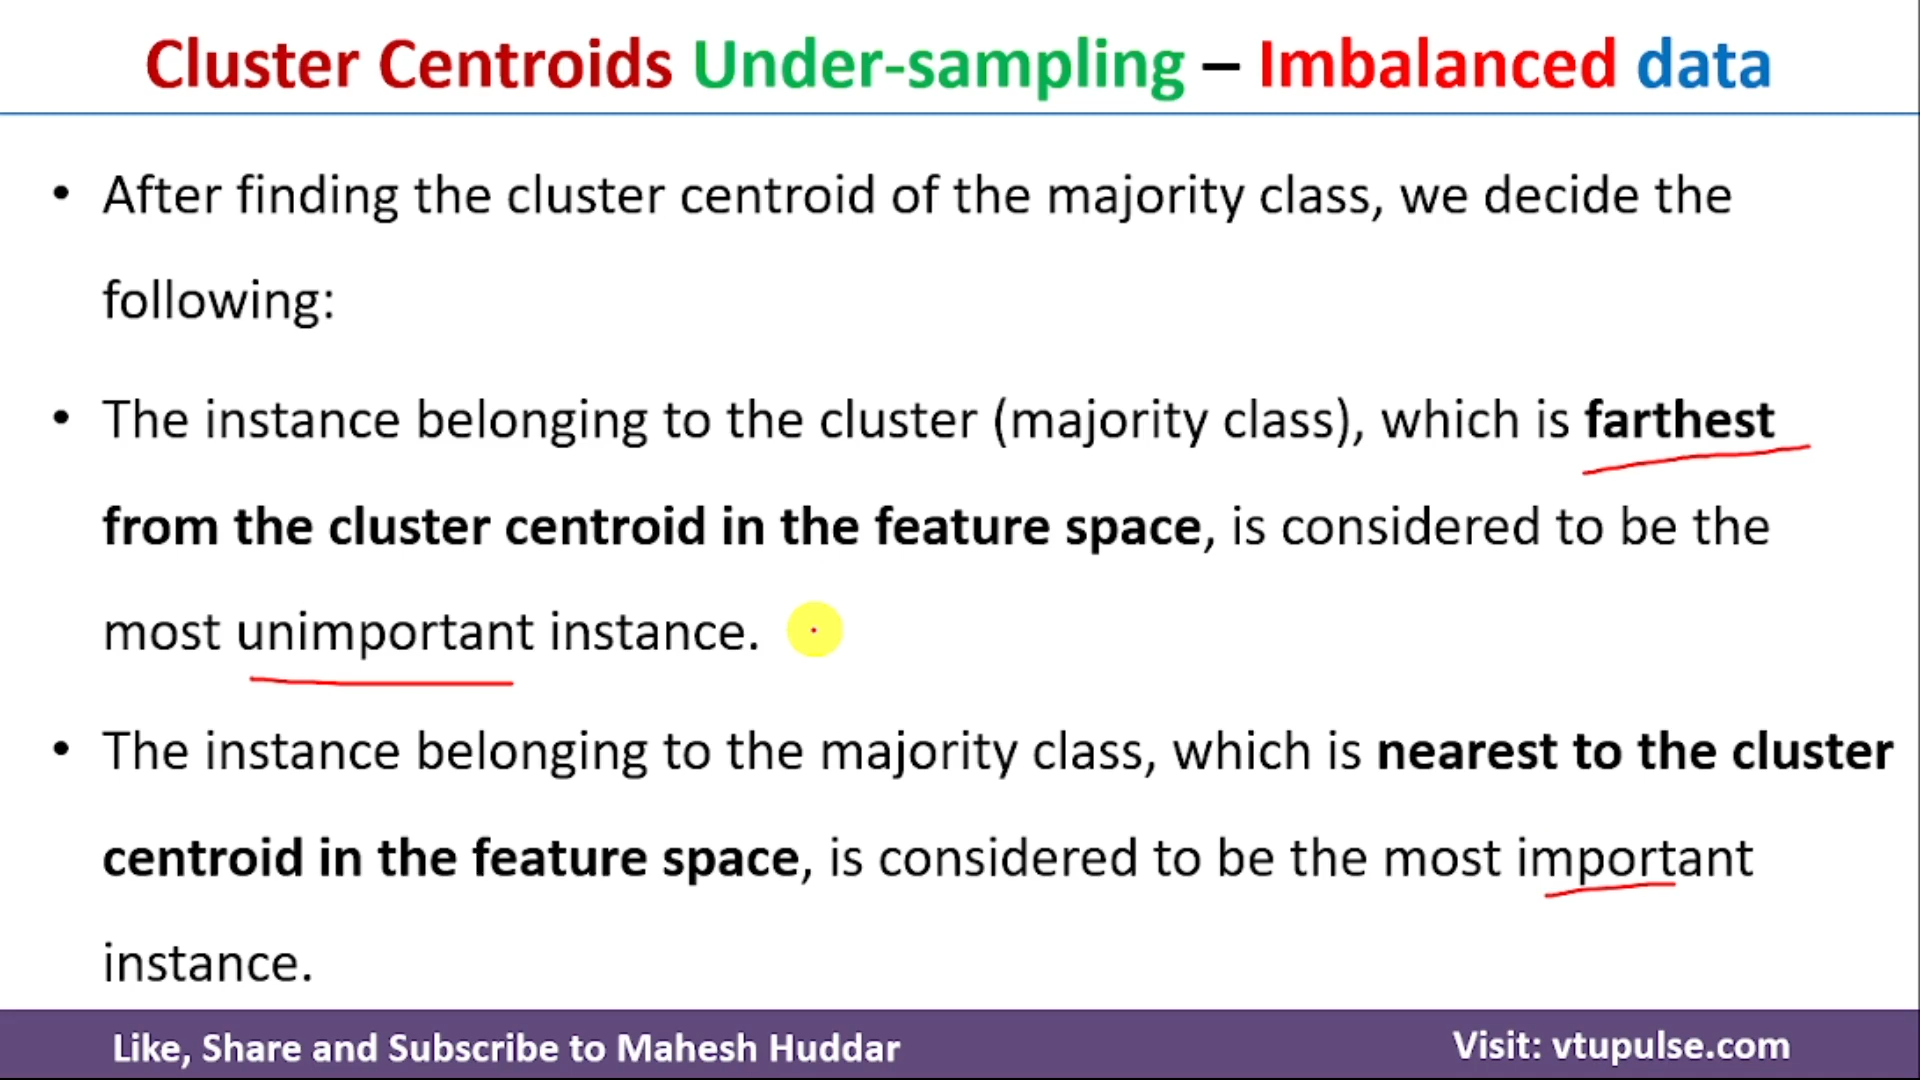 Cluster Centroids Under-sampling – Imbalanced data
• After finding the cluster centroid of the majority class, we decide the
following:
• The instance belonging to the cluster (majority class), which is farthest
from the cluster centroid in the feature space, is considered to be the
most unimportant instance.
• The instance belonging to the majority class, which is nearest to the cluster
centroid in the feature space, is considered to be the most important
instance.
Like, Share and Subscribe to Mahesh Huddar
Visit: vtupulse.com